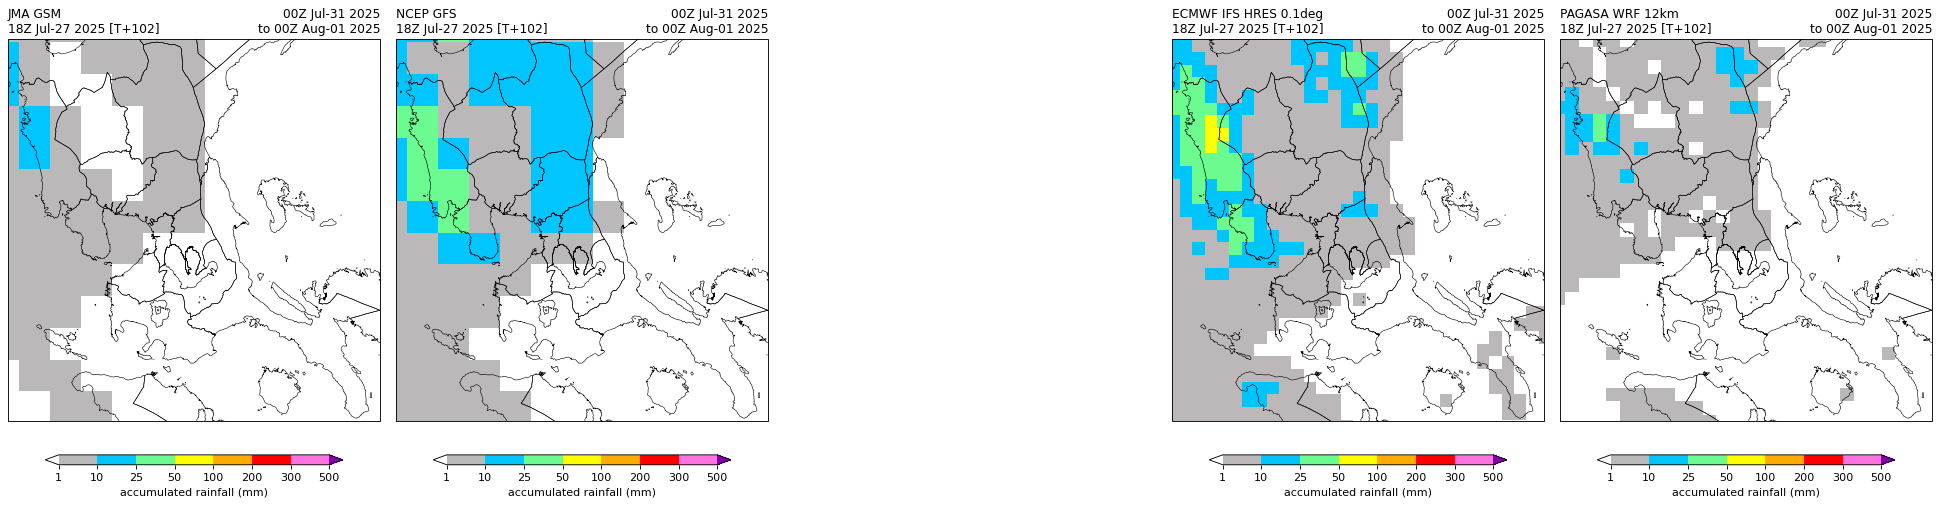 JMA GSM 00Z Jul-31 2025
18Z Jul-27 2025 [T+102] to 00Z Aug-01 2025
1 10 25 50 100 200 300 500
accumulated rainfall (mm)
NCEP GFS 00Z Jul-31 2025
18Z Jul-27 2025 [T+102] to 00Z Aug-01 2025
1 10 25 50 100 200 300 500
accumulated rainfall (mm)
ECMWF IFS HRES 0.1deg 00Z Jul-31 2025
18Z Jul-27 2025 [T+102] to 00Z Aug-01 2025
1 10 25 50 100 200 300 500
accumulated rainfall (mm)
PAGASA WRF 12km 00Z Jul-31 2025
18Z Jul-27 2025 [T+102] to 00Z Aug-01 2025
1 10 25 50 100 200 300 500
accumulated rainfall (mm)